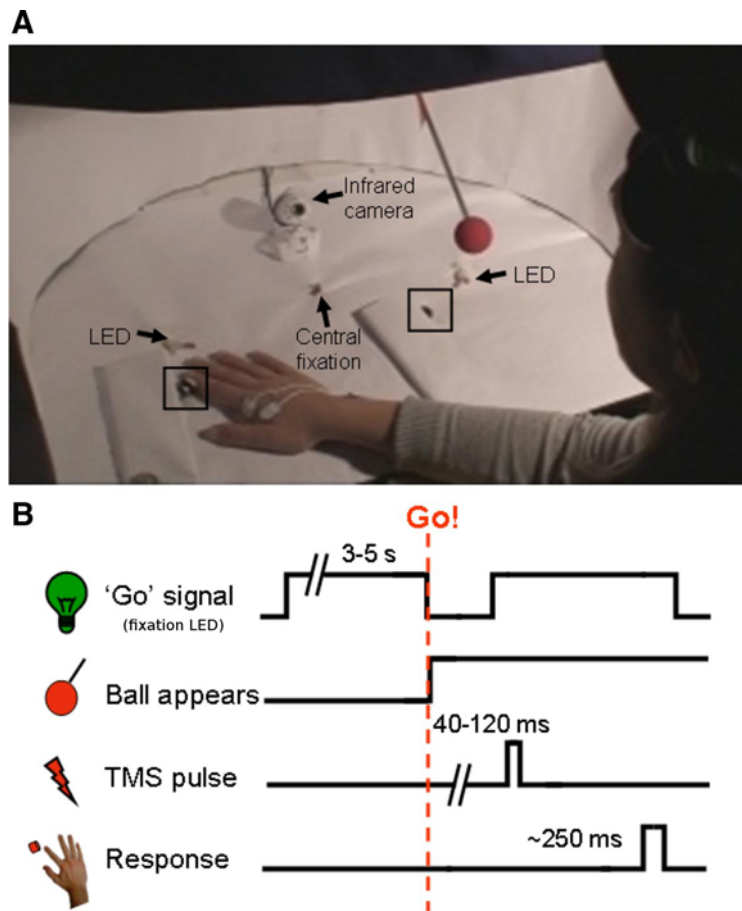 A
Infrared
camera
LED
Central
fixation
LED
B
Go!
3-5 s
‘Go’ signal
(fixation LED)
Ball appears
40-120 ms
TMS pulse
~250 ms
Response